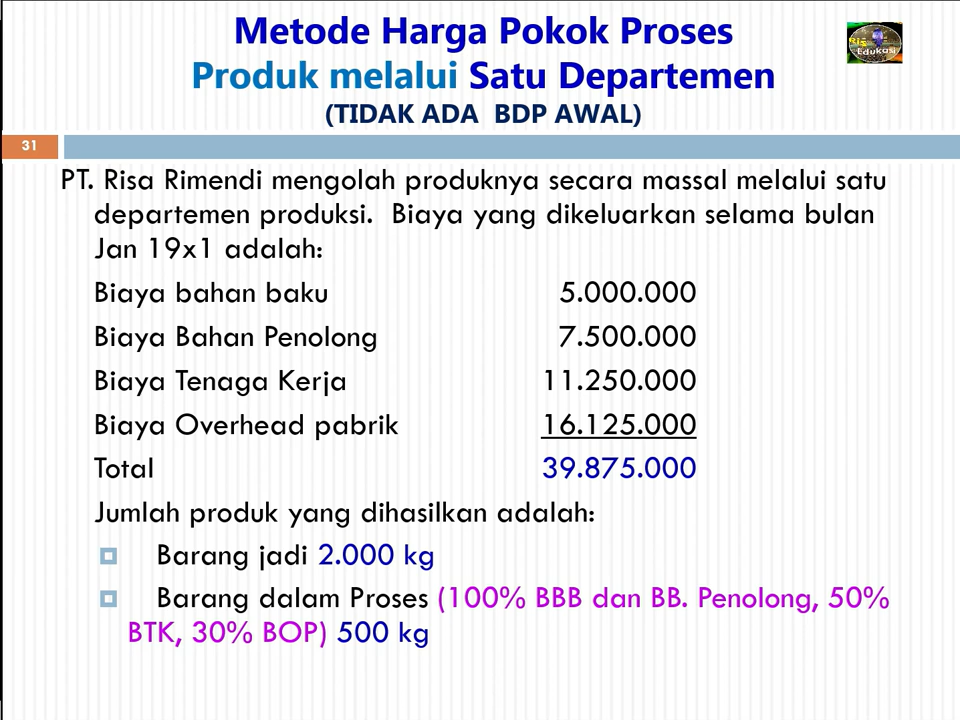 Metode Harga Pokok Proses
Produk melalui Satu Departemen
(TIDAK ADA BDP AWAL)
Edukasi
31
PT. Risa Rimendi mengolah produknya secara massal melalui satu
departemen produksi. Biaya yang dikeluarkan selama bulan
Jan 19x1 adalah:
Biaya bahan baku 5.000.000
Biaya Bahan Penolong 7.500.000
Biaya Tenaga Kerja 11.250.000
Biaya Overhead pabrik 16.125.000
Total 39.875.000
Jumlah produk yang dihasilkan adalah:
Barang jadi 2.000 kg
Barang dalam Proses (100% BBB dan BB. Penolong, 50%
BTK, 30% BOP) 500 kg